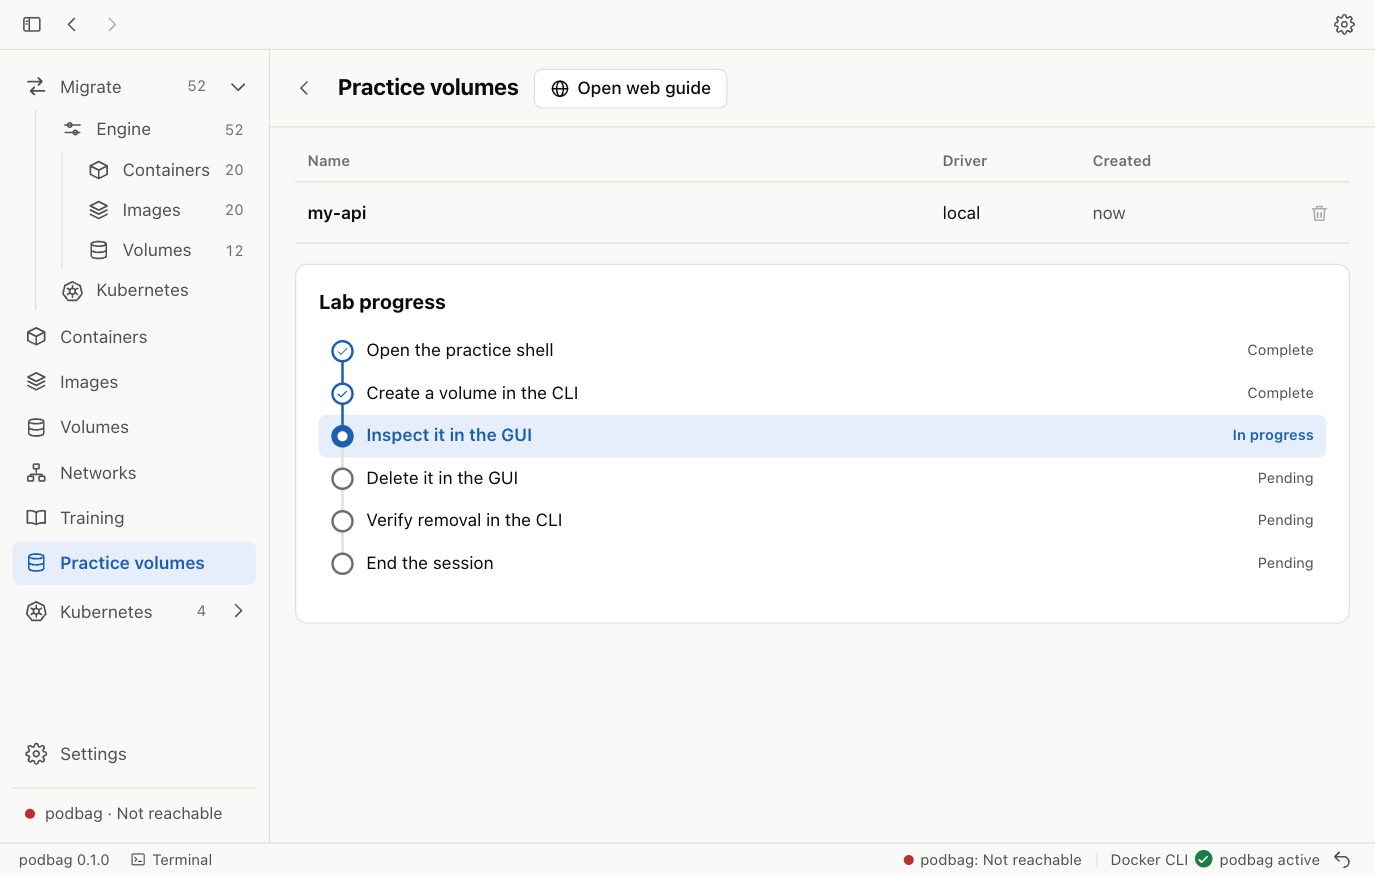 Migrate 52
Engine 52
Containers 20
Images 20
Volumes 12
Kubernetes
Containers
Images
Volumes
Networks
Training
Practice volumes
Kubernetes 4
Settings
podbag · Not reachable
Practice volumes
Open web guide
Name Driver Created
my-api local now
Lab progress
Open the practice shell Complete
Create a volume in the CLI Complete
Inspect it in the GUI In progress
Delete it in the GUI Pending
Verify removal in the CLI Pending
End the session Pending
podbag 0.1.0 Terminal podbag: Not reachable Docker CLI podbag active